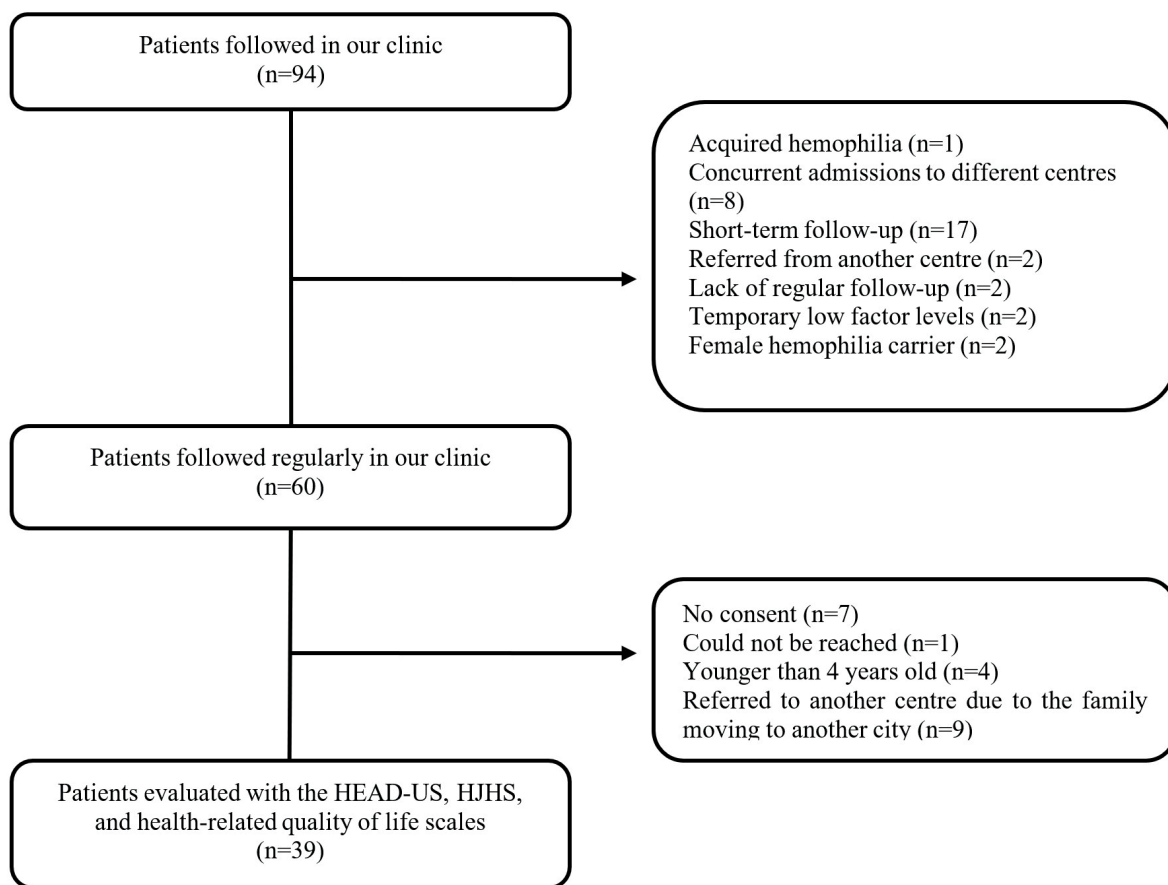 Patients followed in our clinic
(n=94)
Acquired hemophilia (n=1)
Concurrent admissions to different centres
(n=8)
Short-term follow-up (n=17)
Referred from another centre (n=2)
Lack of regular follow-up (n=2)
Temporary low factor levels (n=2)
Female hemophilia carrier (n=2)
Patients followed regularly in our clinic
(n=60)
No consent (n=7)
Could not be reached (n=1)
Younger than 4 years old (n=4)
Referred to another centre due to the family
moving to another city (n=9)
Patients evaluated with the HEAD-US, HJHS,
and health-related quality of life scales
(n=39)